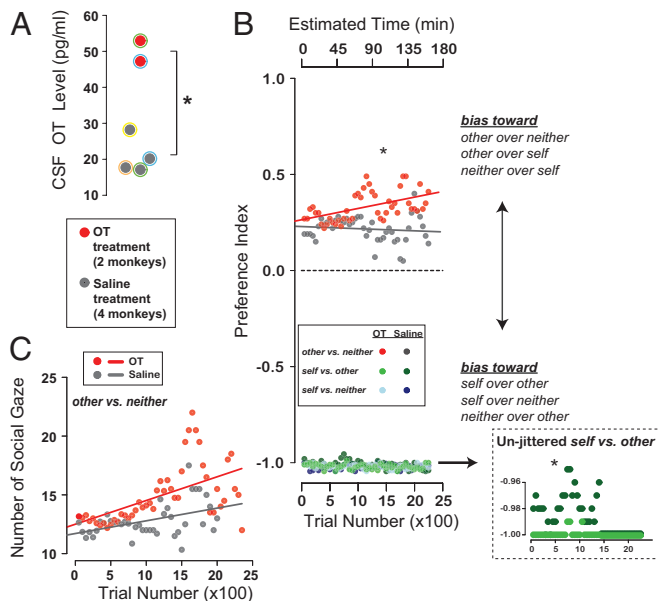 A
CSF OT Level (pg/ml)
60
50
40
30
20
10
*
OT
treatment
(2 monkeys)
Saline
treatment
(4 monkeys)
B
Estimated Time (min)
0 45 90 135 180
Preference Index
1.0
0.5
0.0
-0.5
-1.0
*
OT Saline
other vs. neither
self vs. other
self vs. neither
0 5 10 15 20 25
Trial Number (x100)
bias toward
other over neither
other over self
neither over self
bias toward
self over other
self over neither
neither over other
Un-jittered self vs. other
*
-0.96
-0.98
-1.00
0 5 10 15 20
C
OT
Saline
other vs. neither
Number of Social Gaze
25
20
15
10
0 5 10 15 20 25
Trial Number (x100)